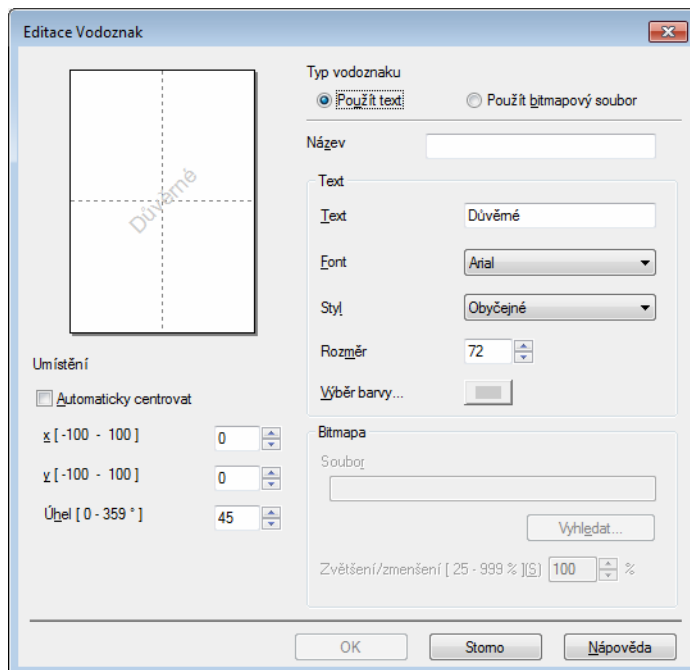 Editace Vodoznak
Důvěrné
Umístění
Automaticky centrovat
x [ -100 - 100 ] 0
y [ -100 - 100 ] 0
Úhel [ 0 - 359 ° ] 45
Typ vodoznaku
Použít text Použít bitmapový soubor
Název
Text
Text Důvěrné
Font Arial
Styl Obyčejné
Rozměr 72
Výběr barvy...
Bitmapa
Soubor
Vyhledat...
Zvětšení/zmenšení [ 25 - 999 % ](S) 100 %
OK Storno Nápověda